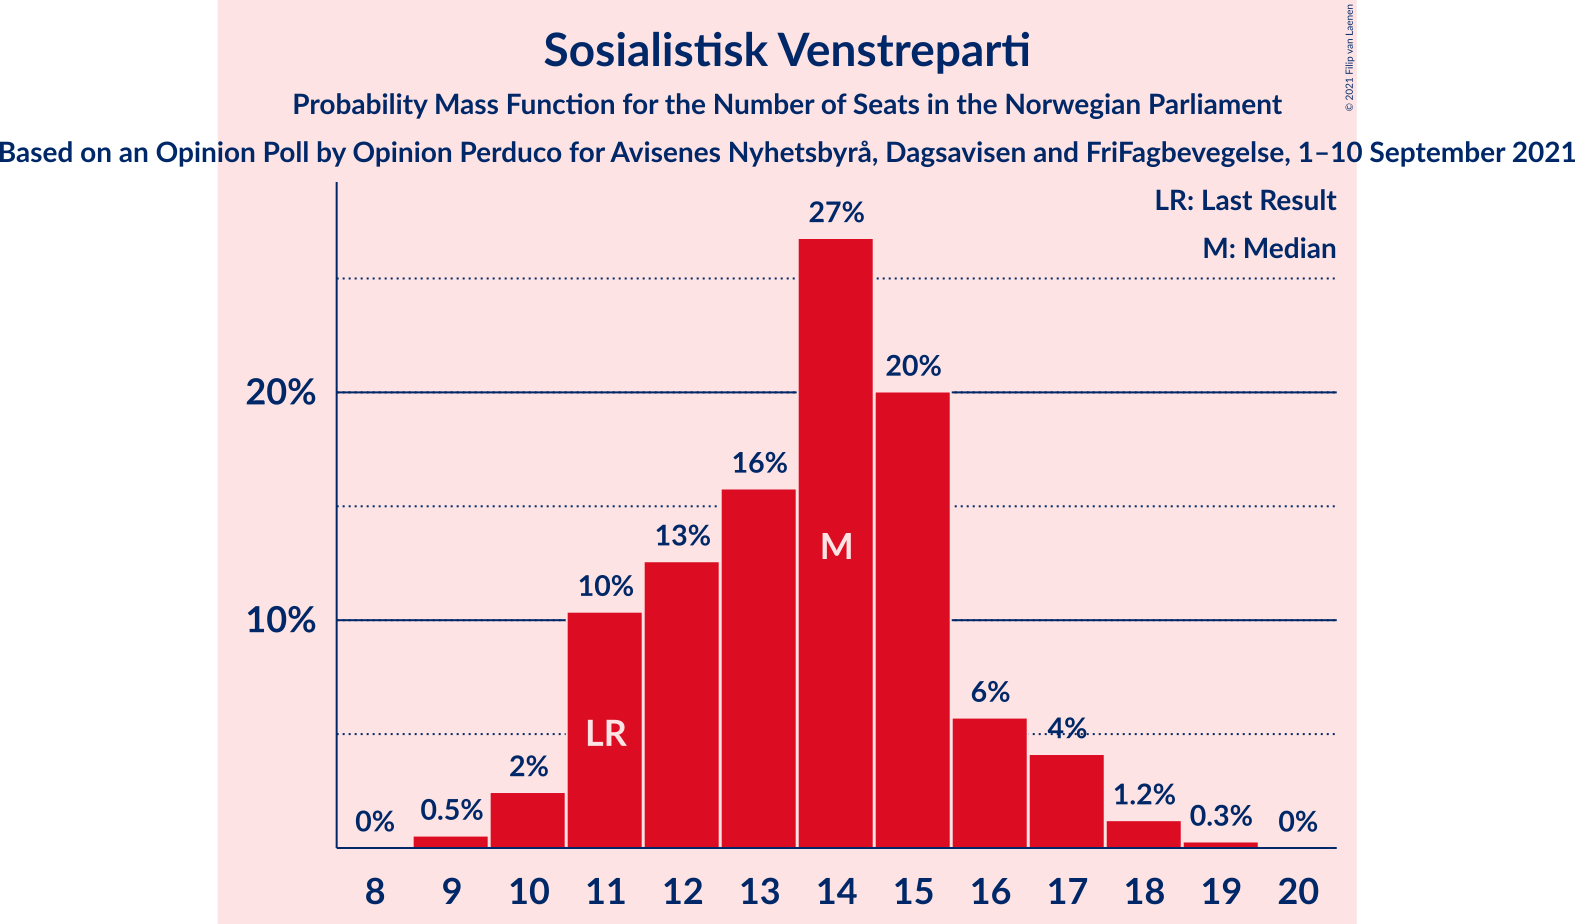 Sosialistisk Venstreparti
Probability Mass Function for the Number of Seats in the Norwegian Parliament
Based on an Opinion Poll by Opinion Perduco for Avisenes Nyhetsbyrå, Dagsavisen and FriFagbevegelse, 1–10 September 2021
© 2021 Filip van Laenen
LR: Last Result
M: Median
27%
20%
20%
16%
13%
M
10%
10%
6%
LR
4%
2%
1.2%
0.5%
0.3%
0%
0%
8 9 10 11 12 13 14 15 16 17 18 19 20